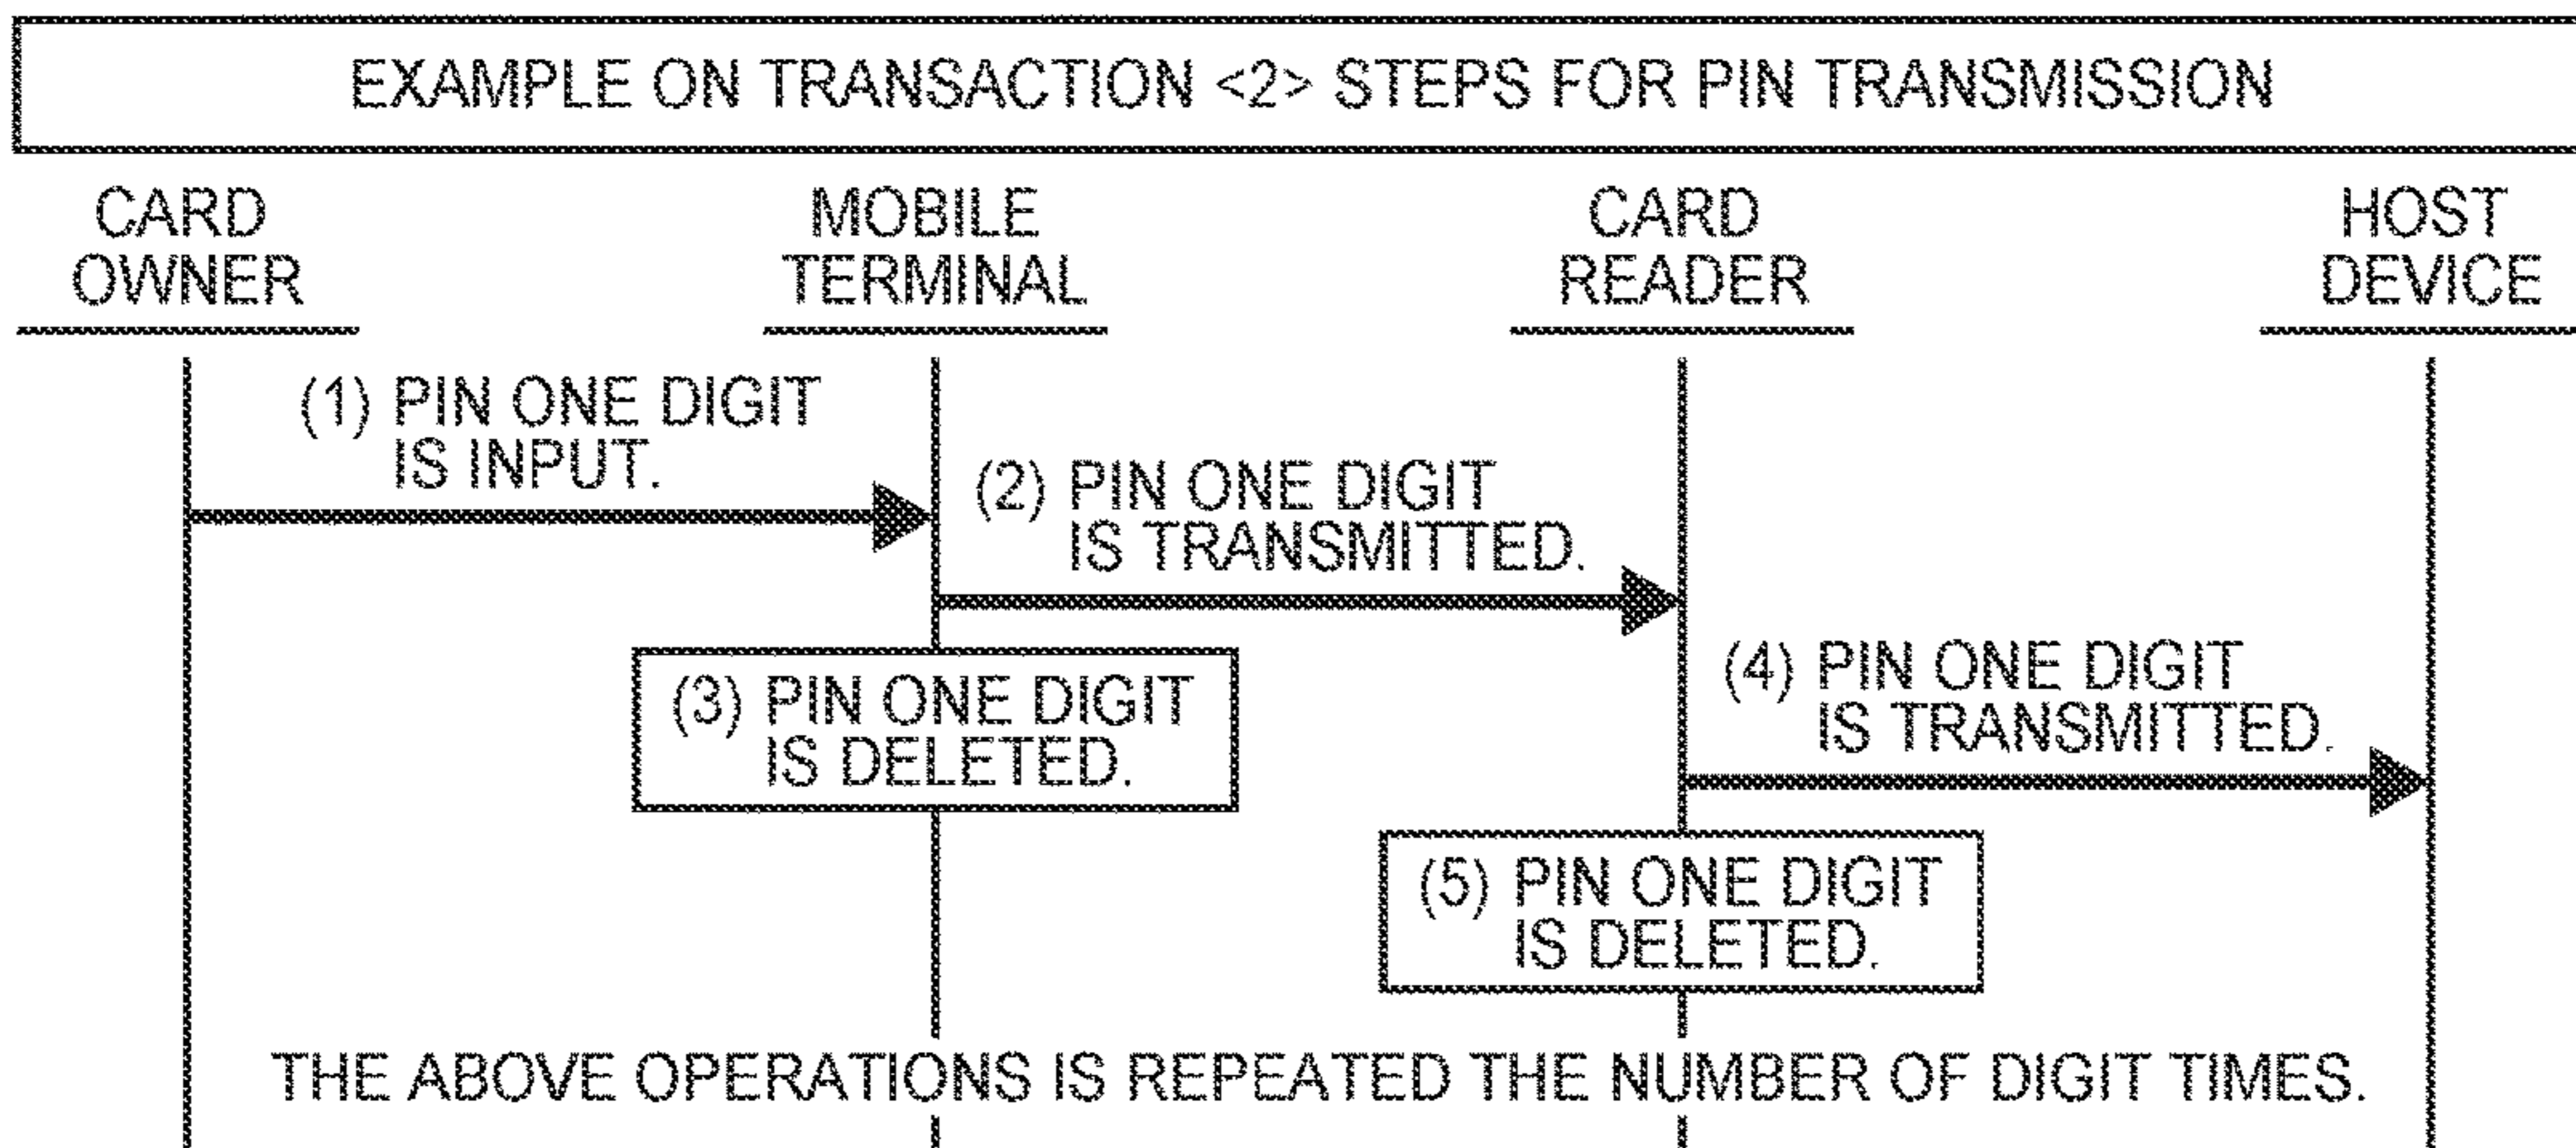 EXAMPLE ON TRANSACTION <2> STEPS FOR PIN TRANSMISSION
CARD
OWNER
MOBILE
TERMINAL
CARD
READER
HOST
DEVICE
(1) PIN ONE DIGIT
IS INPUT.
(2) PIN ONE DIGIT
IS TRANSMITTED.
(3) PIN ONE DIGIT
IS DELETED.
(4) PIN ONE DIGIT
IS TRANSMITTED.
(5) PIN ONE DIGIT
IS DELETED.
THE ABOVE OPERATIONS IS REPEATED THE NUMBER OF DIGIT TIMES.